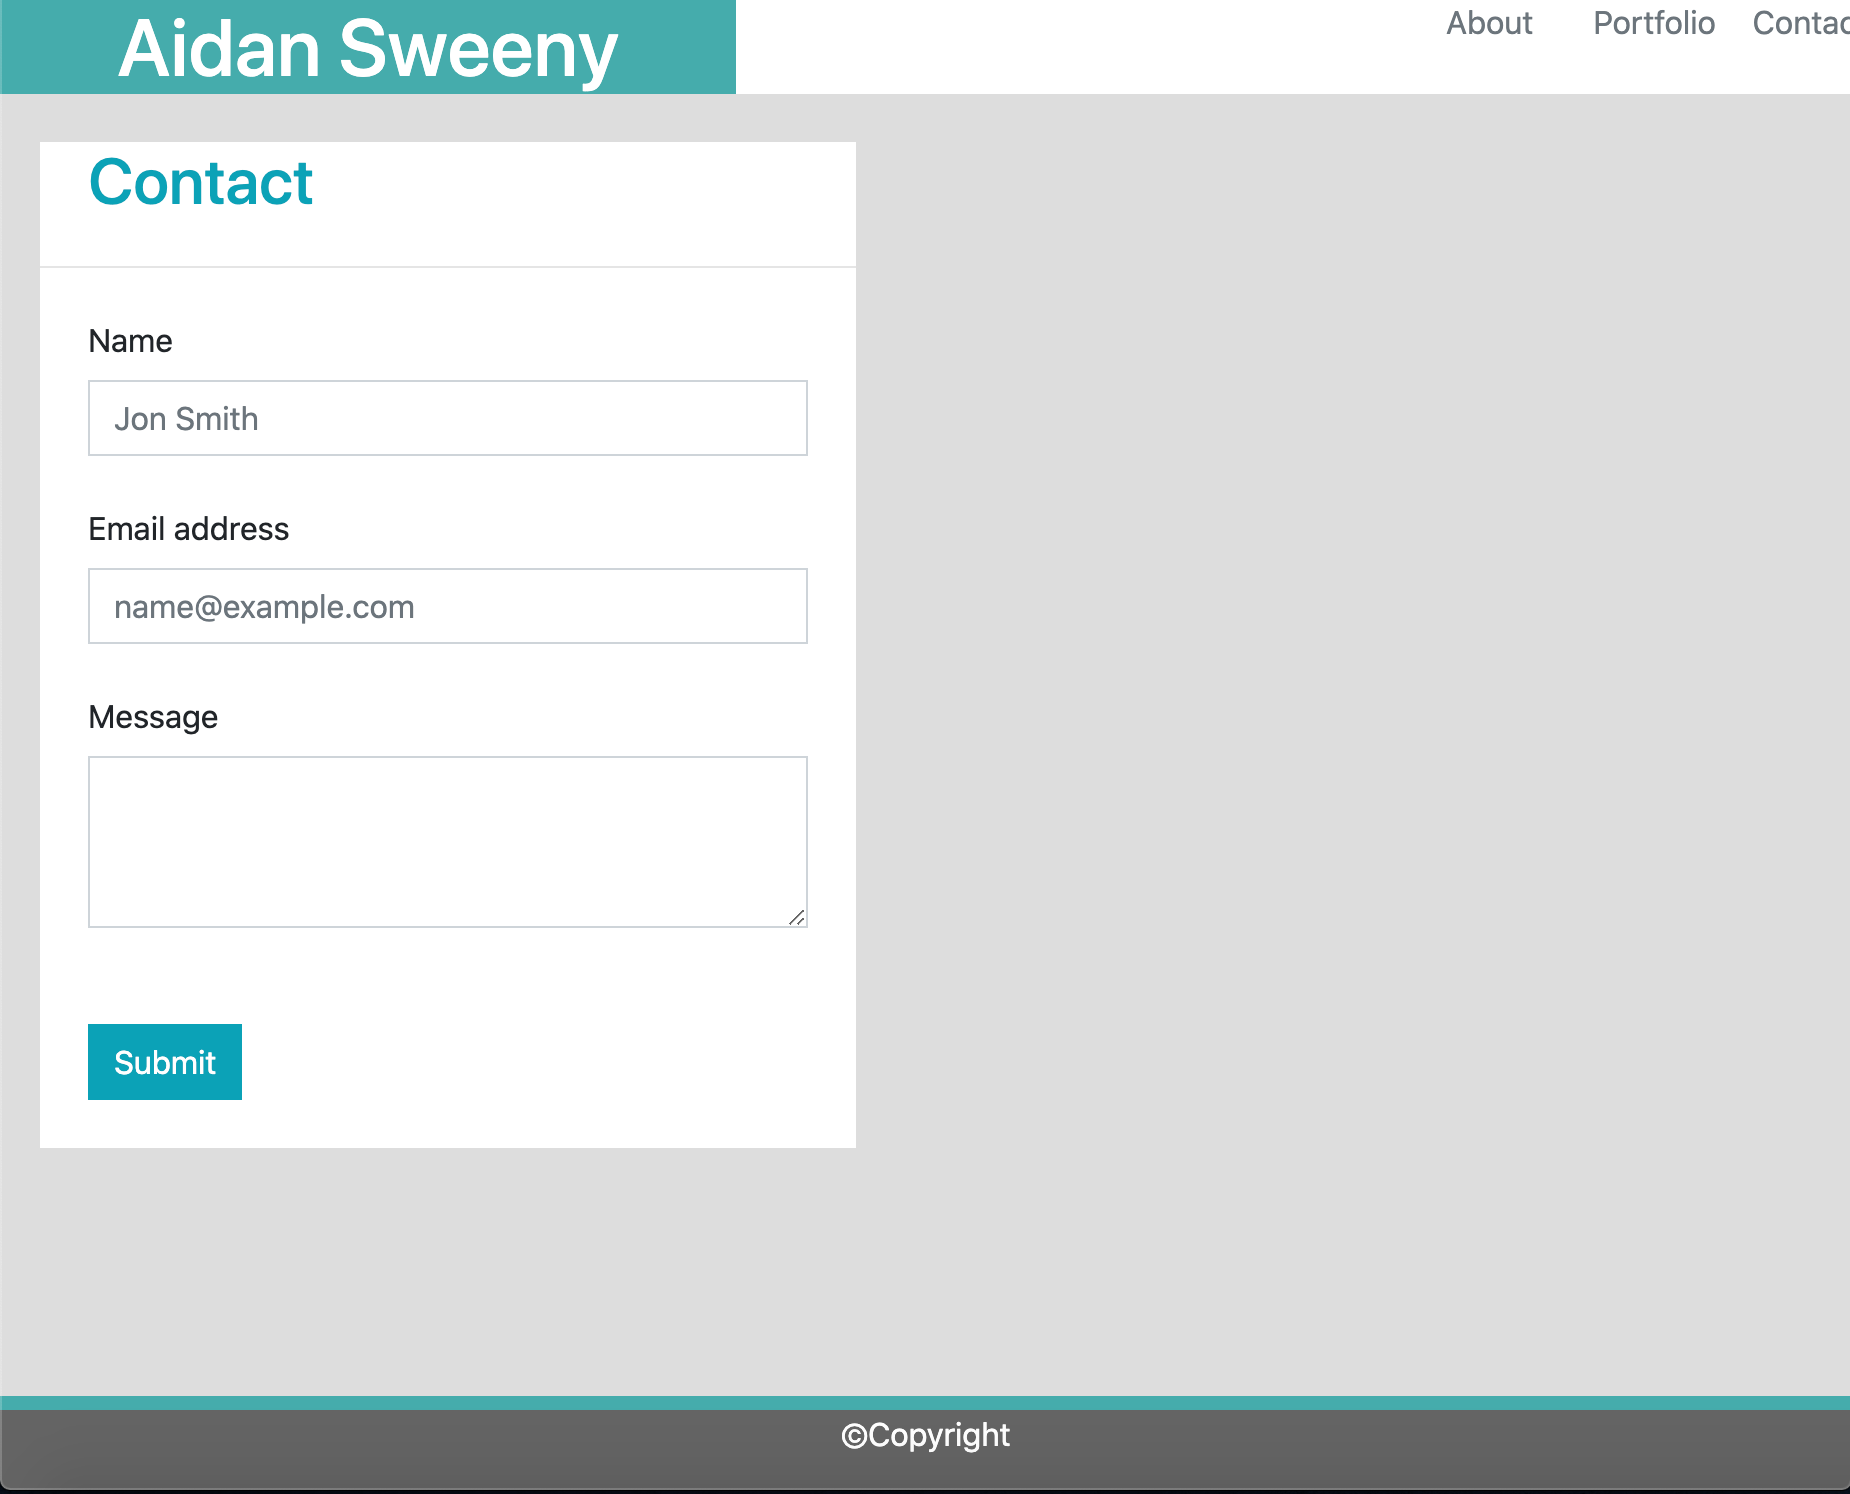 Aidan Sweeny
About Portfolio Contac
Contact
Name
Jon Smith
Email address
name@example.com
Message
Submit
©Copyright